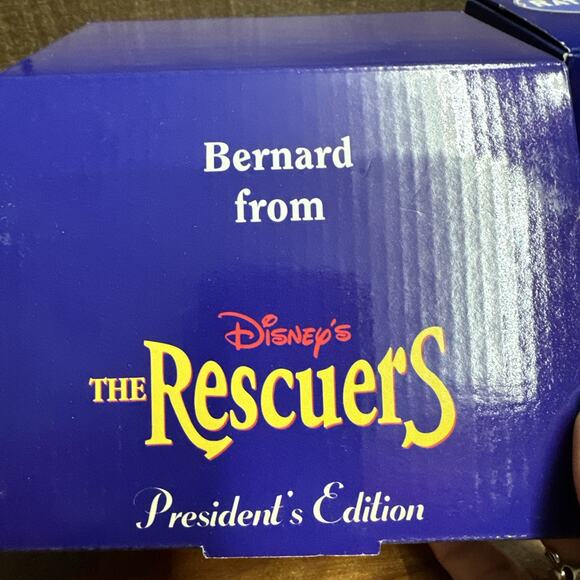 Bernard
from
Disney's
THE Rescuers
President's Edition